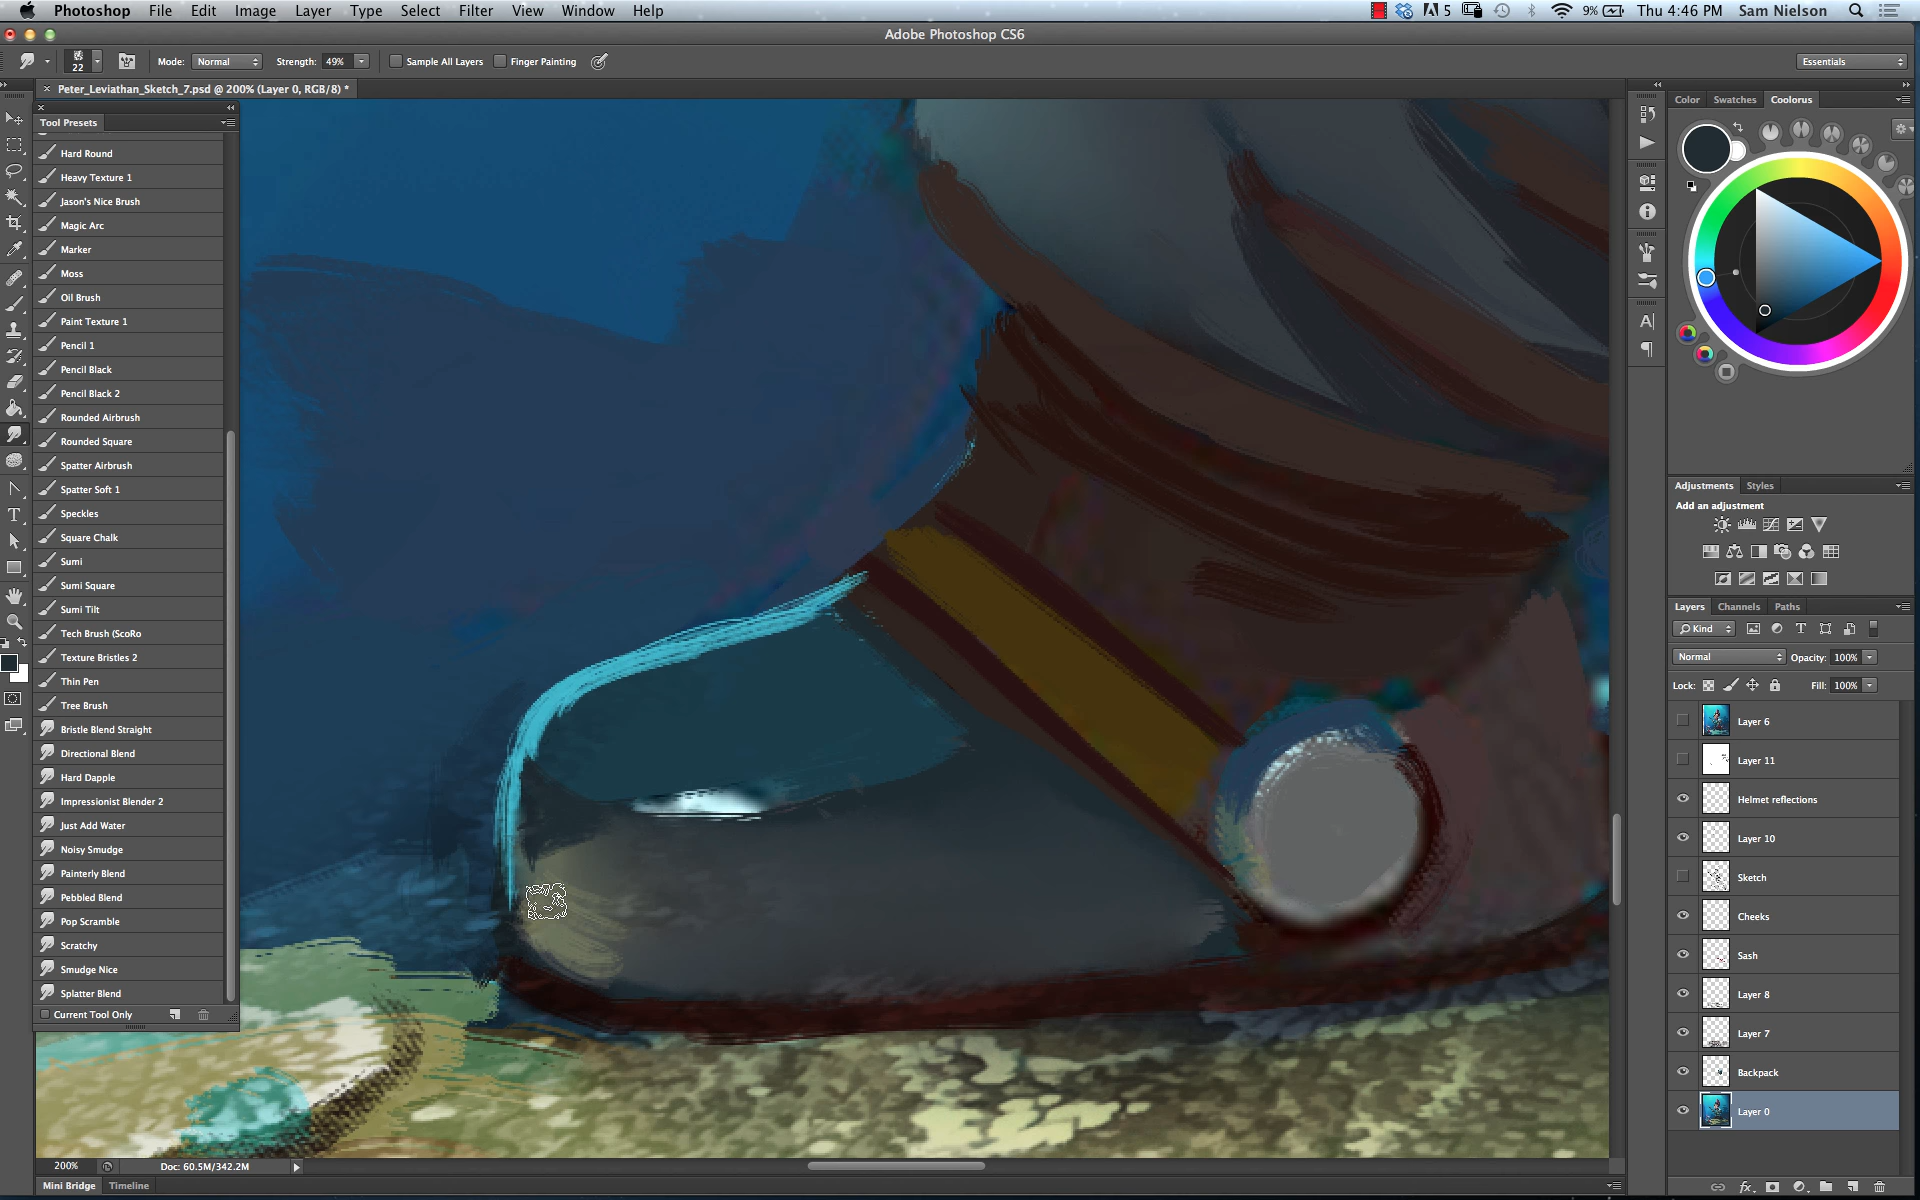 Photoshop File Edit Image Layer Type Select Filter View Window Help 5 9% Thu 4:46 PM Sam Nielson
Adobe Photoshop CS6
22 Mode: Normal Strength: 49% Sample All Layers Finger Painting Essentials
Peter_Leviathan_Sketch_7.psd @ 200% (Layer 0, RGB/8) *
Tool Presets
Hard Round
Heavy Texture 1
Jason's Nice Brush
Magic Arc
Marker
Moss
Oil Brush
Paint Texture 1
Pencil 1
Pencil Black
Pencil Black 2
Rounded Airbrush
Rounded Square
Spatter Airbrush
Spatter Soft 1
Speckles
Square Chalk
Sumi
Sumi Square
Sumi Tilt
Tech Brush (ScoRo
Texture Bristles 2
Thin Pen
Tree Brush
Bristle Blend Straight
Directional Blend
Hard Dapple
Impressionist Blender 2
Just Add Water
Noisy Smudge
Painterly Blend
Pebbled Blend
Pop Scramble
Scratchy
Smudge Nice
Splatter Blend
Current Tool Only
200% Doc: 60.5M/342.2M
Mini Bridge Timeline
Color Swatches Coolorus
Adjustments Styles
Add an adjustment
Layers Channels Paths
Kind
Normal Opacity: 100%
Lock: Fill: 100%
Layer 6
Layer 11
Helmet reflections
Layer 10
Sketch
Cheeks
Sash
Layer 8
Layer 7
Backpack
Layer 0